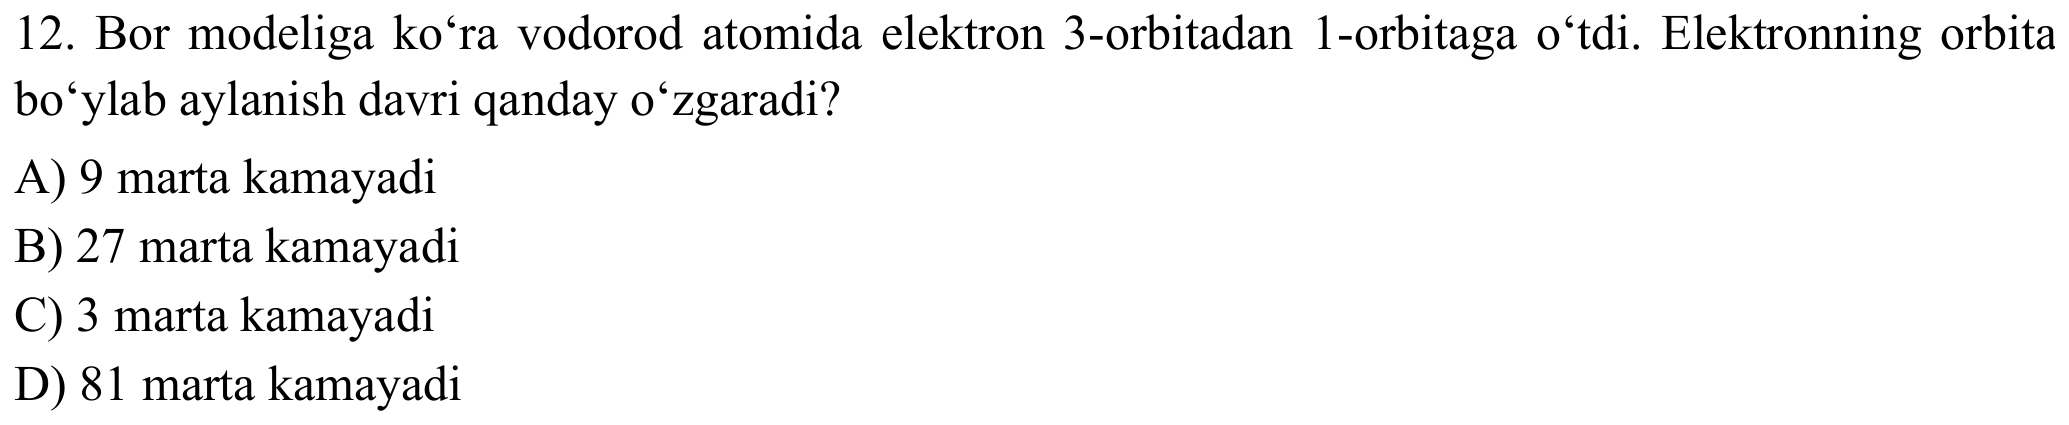 12. Bor modeliga ko‘ra vodorod atomida elektron 3-orbitadan 1-orbitaga o‘tdi. Elektronning orbita
bo‘ylab aylanish davri qanday o‘zgaradi?
A) 9 marta kamayadi
B) 27 marta kamayadi
C) 3 marta kamayadi
D) 81 marta kamayadi